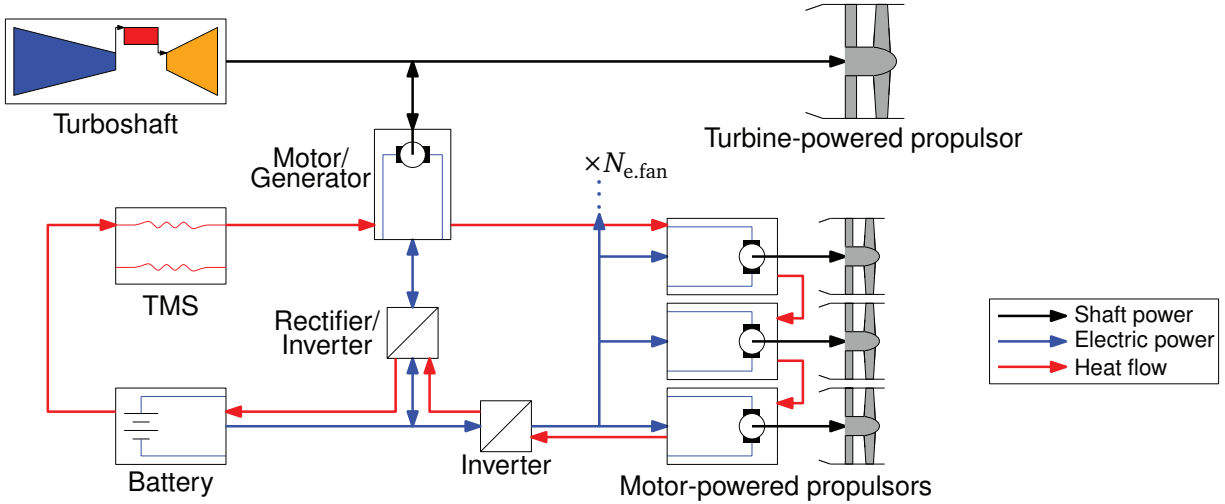 Turboshaft
Turbine-powered propulsor
Motor/
Generator
×N_e.fan
TMS
Rectifier/
Inverter
Shaft power
Electric power
Heat flow
Battery
Inverter
Motor-powered propulsors